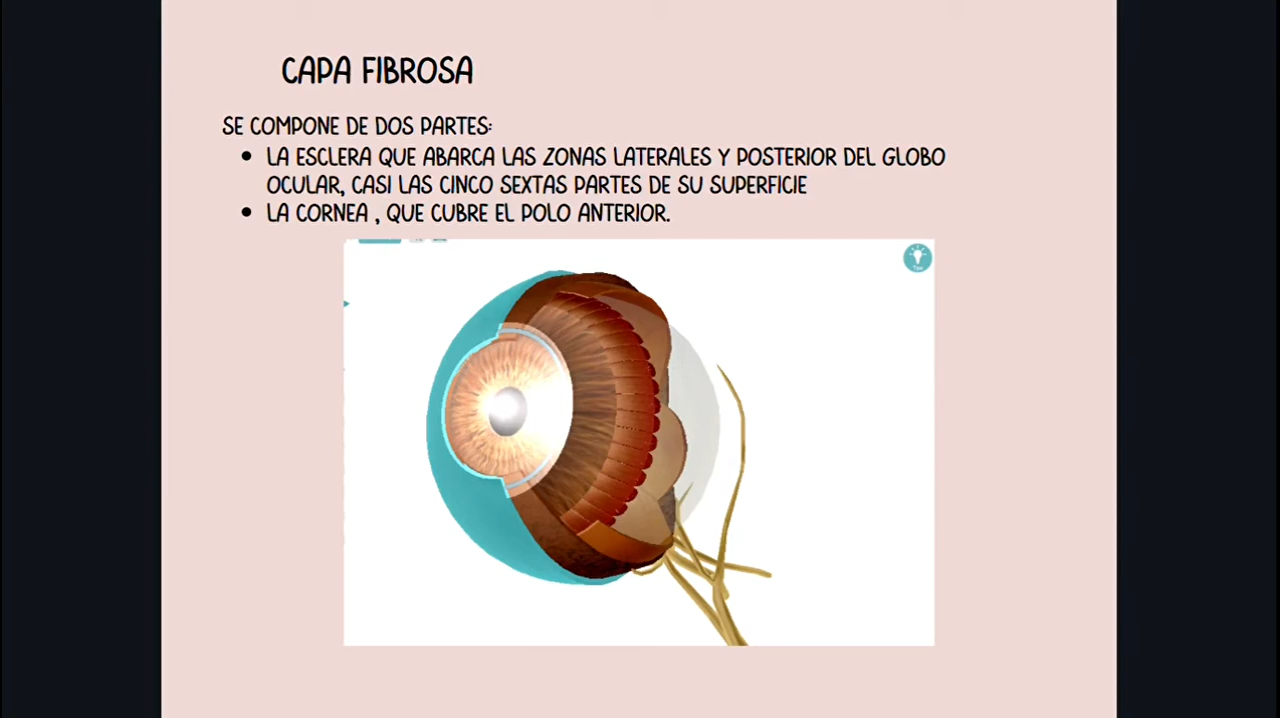 CAPA FIBROSA
SE COMPONE DE DOS PARTES:
• LA ESCLERA QUE ABARCA LAS ZONAS LATERALES Y POSTERIOR DEL GLOBO
OCULAR, CASI LAS CINCO SEXTAS PARTES DE SU SUPERFICIE
• LA CORNEA , QUE CUBRE EL POLO ANTERIOR.